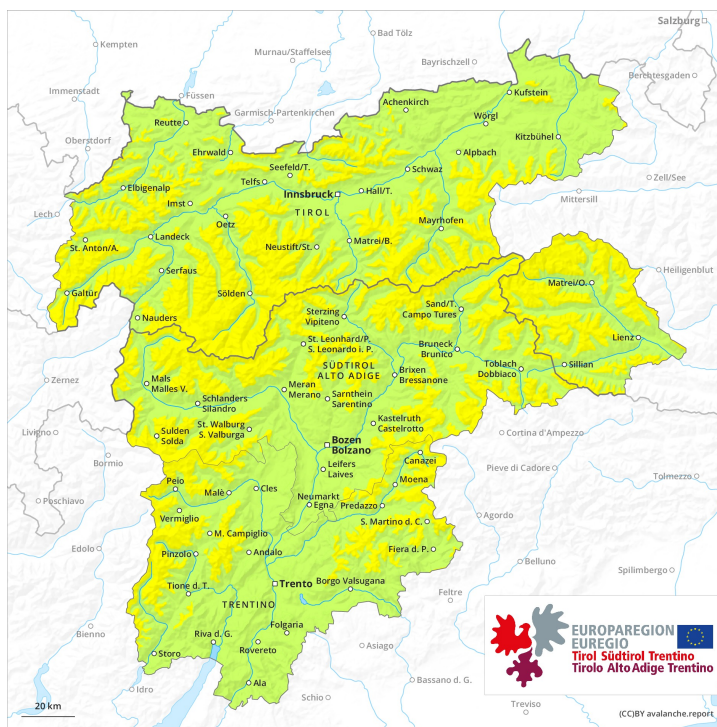 Salzburg
Kempten
Bad Tölz
Murnau/Staffelsee
Bayrischzell
Berchtesgaden
Immenstadt
Füssen
Kufstein
Achenkirch
Garmisch-Partenkirchen
Reutte
Wörgl
Oberstdorf
Kitzbühel
Ehrwald
Alpbach
Seefeld/T.
Schwaz
Zell/See
Telfs
Elbigenalp
Innsbruck
Hall/T.
Mittersill
Imst
TIROL
Lech
Oetz
Mayrhofen
St. Anton/A.
Landeck
Neustift/St.
Matrei/B.
Serfaus
Heiligenblut
Galtür
Sölden
Matrei/O.
Nauders
Sterzing
Vipiteno
Sand/T.
Campo Tures
Lienz
St. Leonhard/P.
S. Leonardo i. P.
Bruneck
Brunico
SÜDTIROL
ALTO ADIGE
Toblach
Dobbiaco
Sillian
Zernez
Mals
Malles V.
Meran
Merano
Brixen
Bressanone
Schlanders
Silandro
Sarnthein
Sarentino
St. Walburg
S. Valburga
Kastelruth
Castelrotto
Livigno
Sulden
Solda
Cortina d'Ampezzo
Bozen
Bolzano
Bormio
Canazei
Leifers
Laives
Pieve di Cadore
Peio
Moena
Tolmezzo
Malè
Cles
Poschiavo
Neumarkt
Egna
Predazzo
Vermiglio
S. Martino d. C.
Agordo
M. Campiglio
Edolo
Pinzolo
Andalo
Fiera d. P.
Belluno
Spilimbergo
Tione d. T.
Trento
Borgo Valsugana
Feltre
TRENTINO
Folgaria
Bienno
Riva d. G.
Storo
Rovereto
Asiago
Bassano d. G.
Idro
Ala
Schio
Treviso
EUROPAREGION
EUREGIO
Tirol Südtirol Trentino
Tirolo Alto Adige Trentino
20 km
(CC)BY avalanche.report